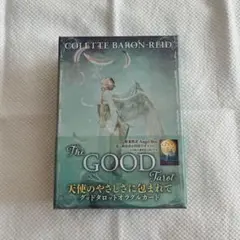 COLETTE BARON-REID
The
GOOD
Tarot
天使のやさしさに包まれて
グッドタロットオラクルカード